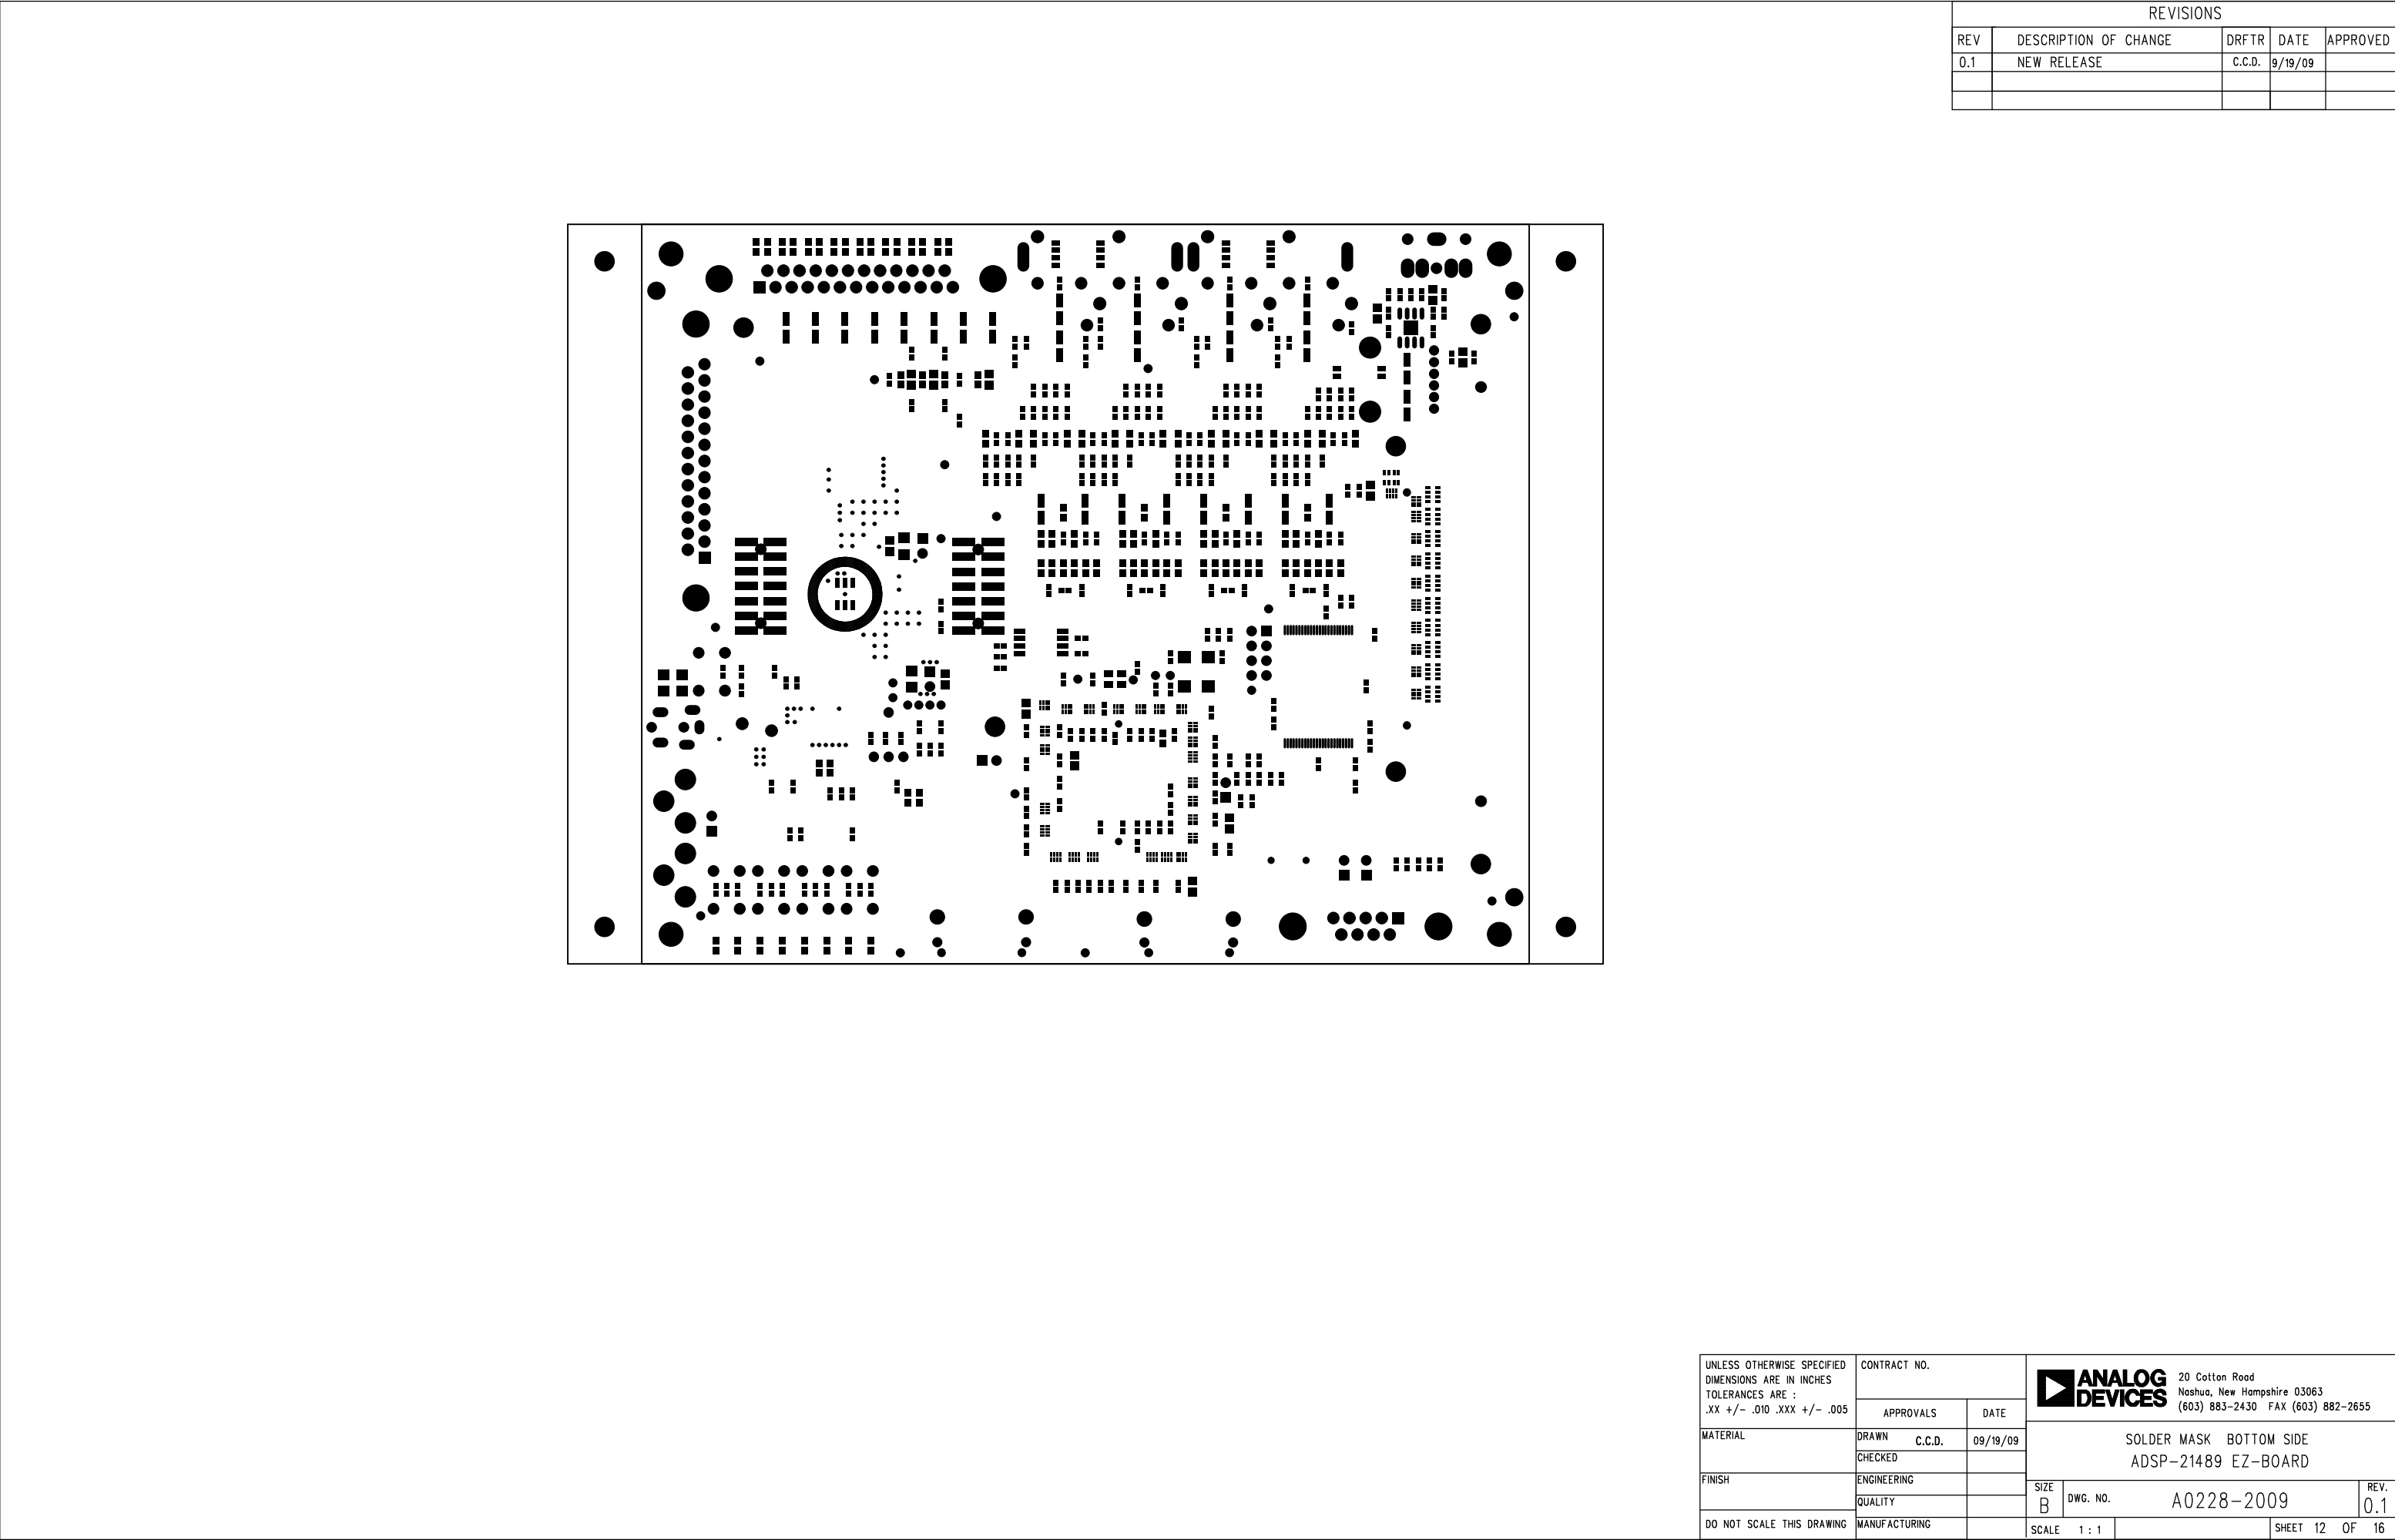 REVISIONS
REV DESCRIPTION OF CHANGE DRFTR DATE APPROVED
0.1 NEW RELEASE C.C.D. 9/19/09
UNLESS OTHERWISE SPECIFIED
DIMENSIONS ARE IN INCHES
TOLERANCES ARE :
.XX +/- .010 .XXX +/- .005
CONTRACT NO.
APPROVALS DATE
MATERIAL
DRAWN C.C.D. 09/19/09
CHECKED
FINISH
ENGINEERING
QUALITY
DO NOT SCALE THIS DRAWING
MANUFACTURING
ANALOG
DEVICES
20 Cotton Road
Nashua, New Hampshire 03063
(603) 883-2430 FAX (603) 882-2655
SOLDER MASK BOTTOM SIDE
ADSP-21489 EZ-BOARD
SIZE
B
DWG. NO.
A0228-2009
REV.
0.1
SCALE 1 : 1
SHEET 12 OF 16